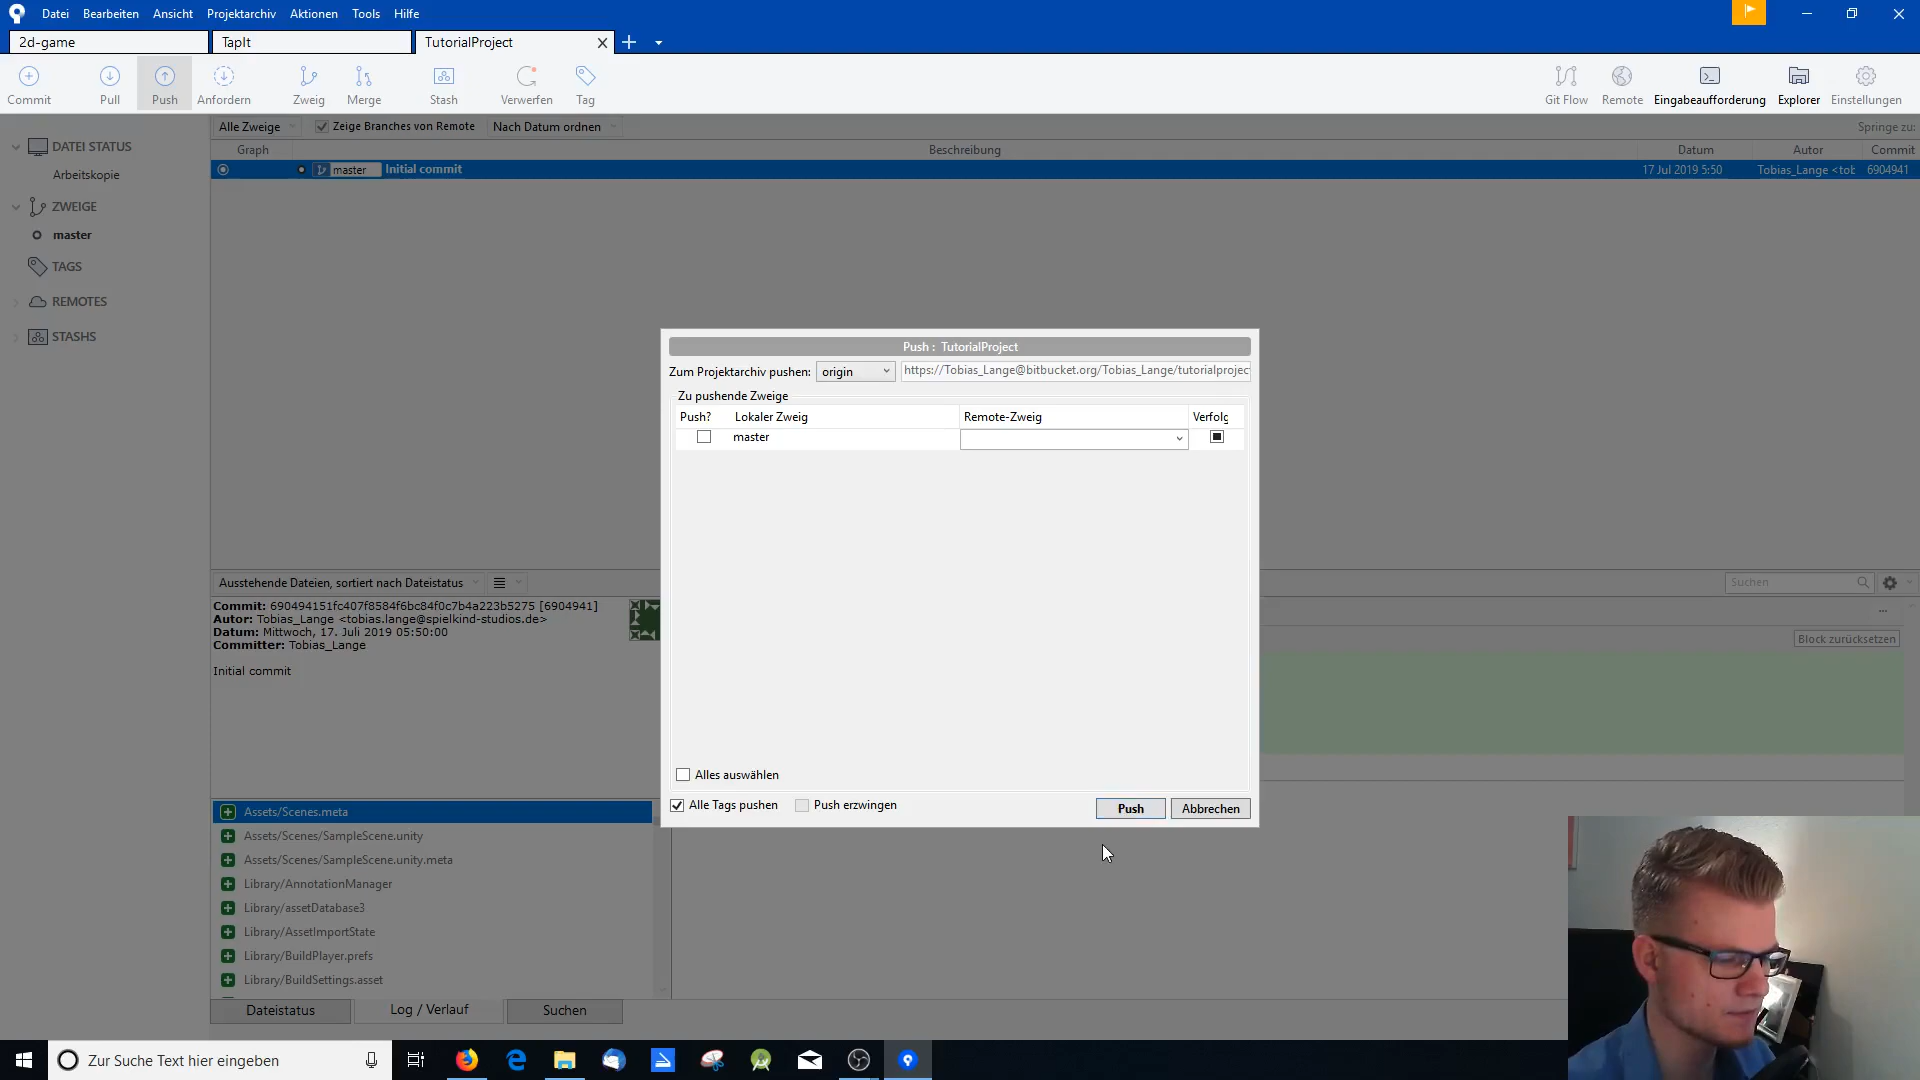 Datei Bearbeiten Ansicht Projektarchiv Aktionen Tools Hilfe
2d-game TapIt TutorialProject
Commit Pull Push Anfordern Zweig Merge Stash Verwerfen Tag Git Flow Remote Eingabeaufforderung Explorer Einstellungen
Alle Zweige Zeige Branches von Remote Nach Datum ordnen Springe zu:
Graph Beschreibung Datum Autor Commit
master Initial commit 17 Jul 2019 5:50 Tobias_Lange <tob 6904941
DATEI STATUS
Arbeitskopie
ZWEIGE
master
TAGS
REMOTES
STASHS
Push : TutorialProject
Zum Projektarchiv pushen: origin https://Tobias_Lange@bitbucket.org/Tobias_Lange/tutorialprojec
Zu pushende Zweige
Push? Lokaler Zweig Remote-Zweig Verfolg
master
Alles auswählen
Alle Tags pushen Push erzwingen Push Abbrechen
Ausstehende Dateien, sortiert nach Dateistatus Suchen
Commit: 690494151fc407f8584f6bc84f0c7b4a223b5275 [6904941]
Autor: Tobias_Lange <tobias.lange@spielkind-studios.de>
Datum: Mittwoch, 17. Juli 2019 05:50:00
Committer: Tobias_Lange
Initial commit
Block zurücksetzen
Assets/Scenes.meta
Assets/Scenes/SampleScene.unity
Assets/Scenes/SampleScene.unity.meta
Library/AnnotationManager
Library/assetDatabase3
Library/AssetImportState
Library/BuildPlayer.prefs
Library/BuildSettings.asset
Dateistatus Log / Verlauf Suchen
Zur Suche Text hier eingeben